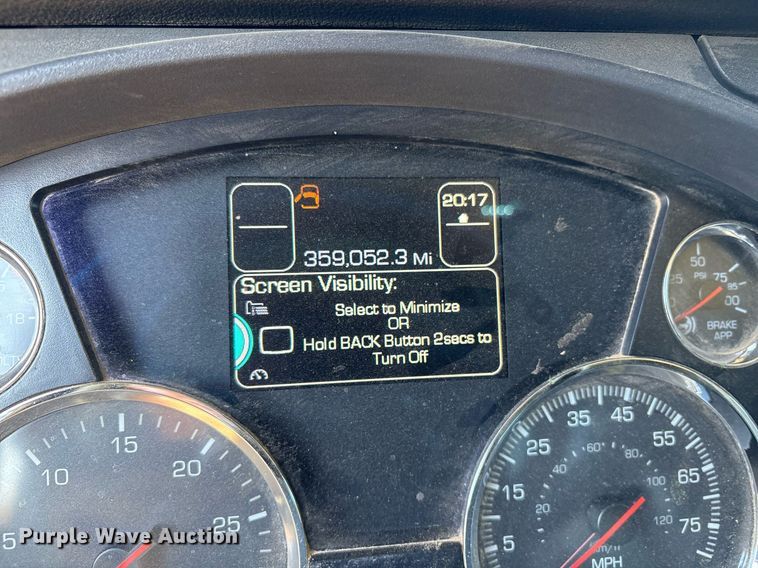 20:17
359,052.3 Mi
Screen Visibility:
Select to Minimize
OR
Hold BACK Button 2secs to
Turn Off
50
PSI
75
95
BRAKE
APP
18
5
10
15
20
25
5
15
25
35
45
55
65
75
20
40
60
80
100
120
km/h
MPH
Purple Wave Auction